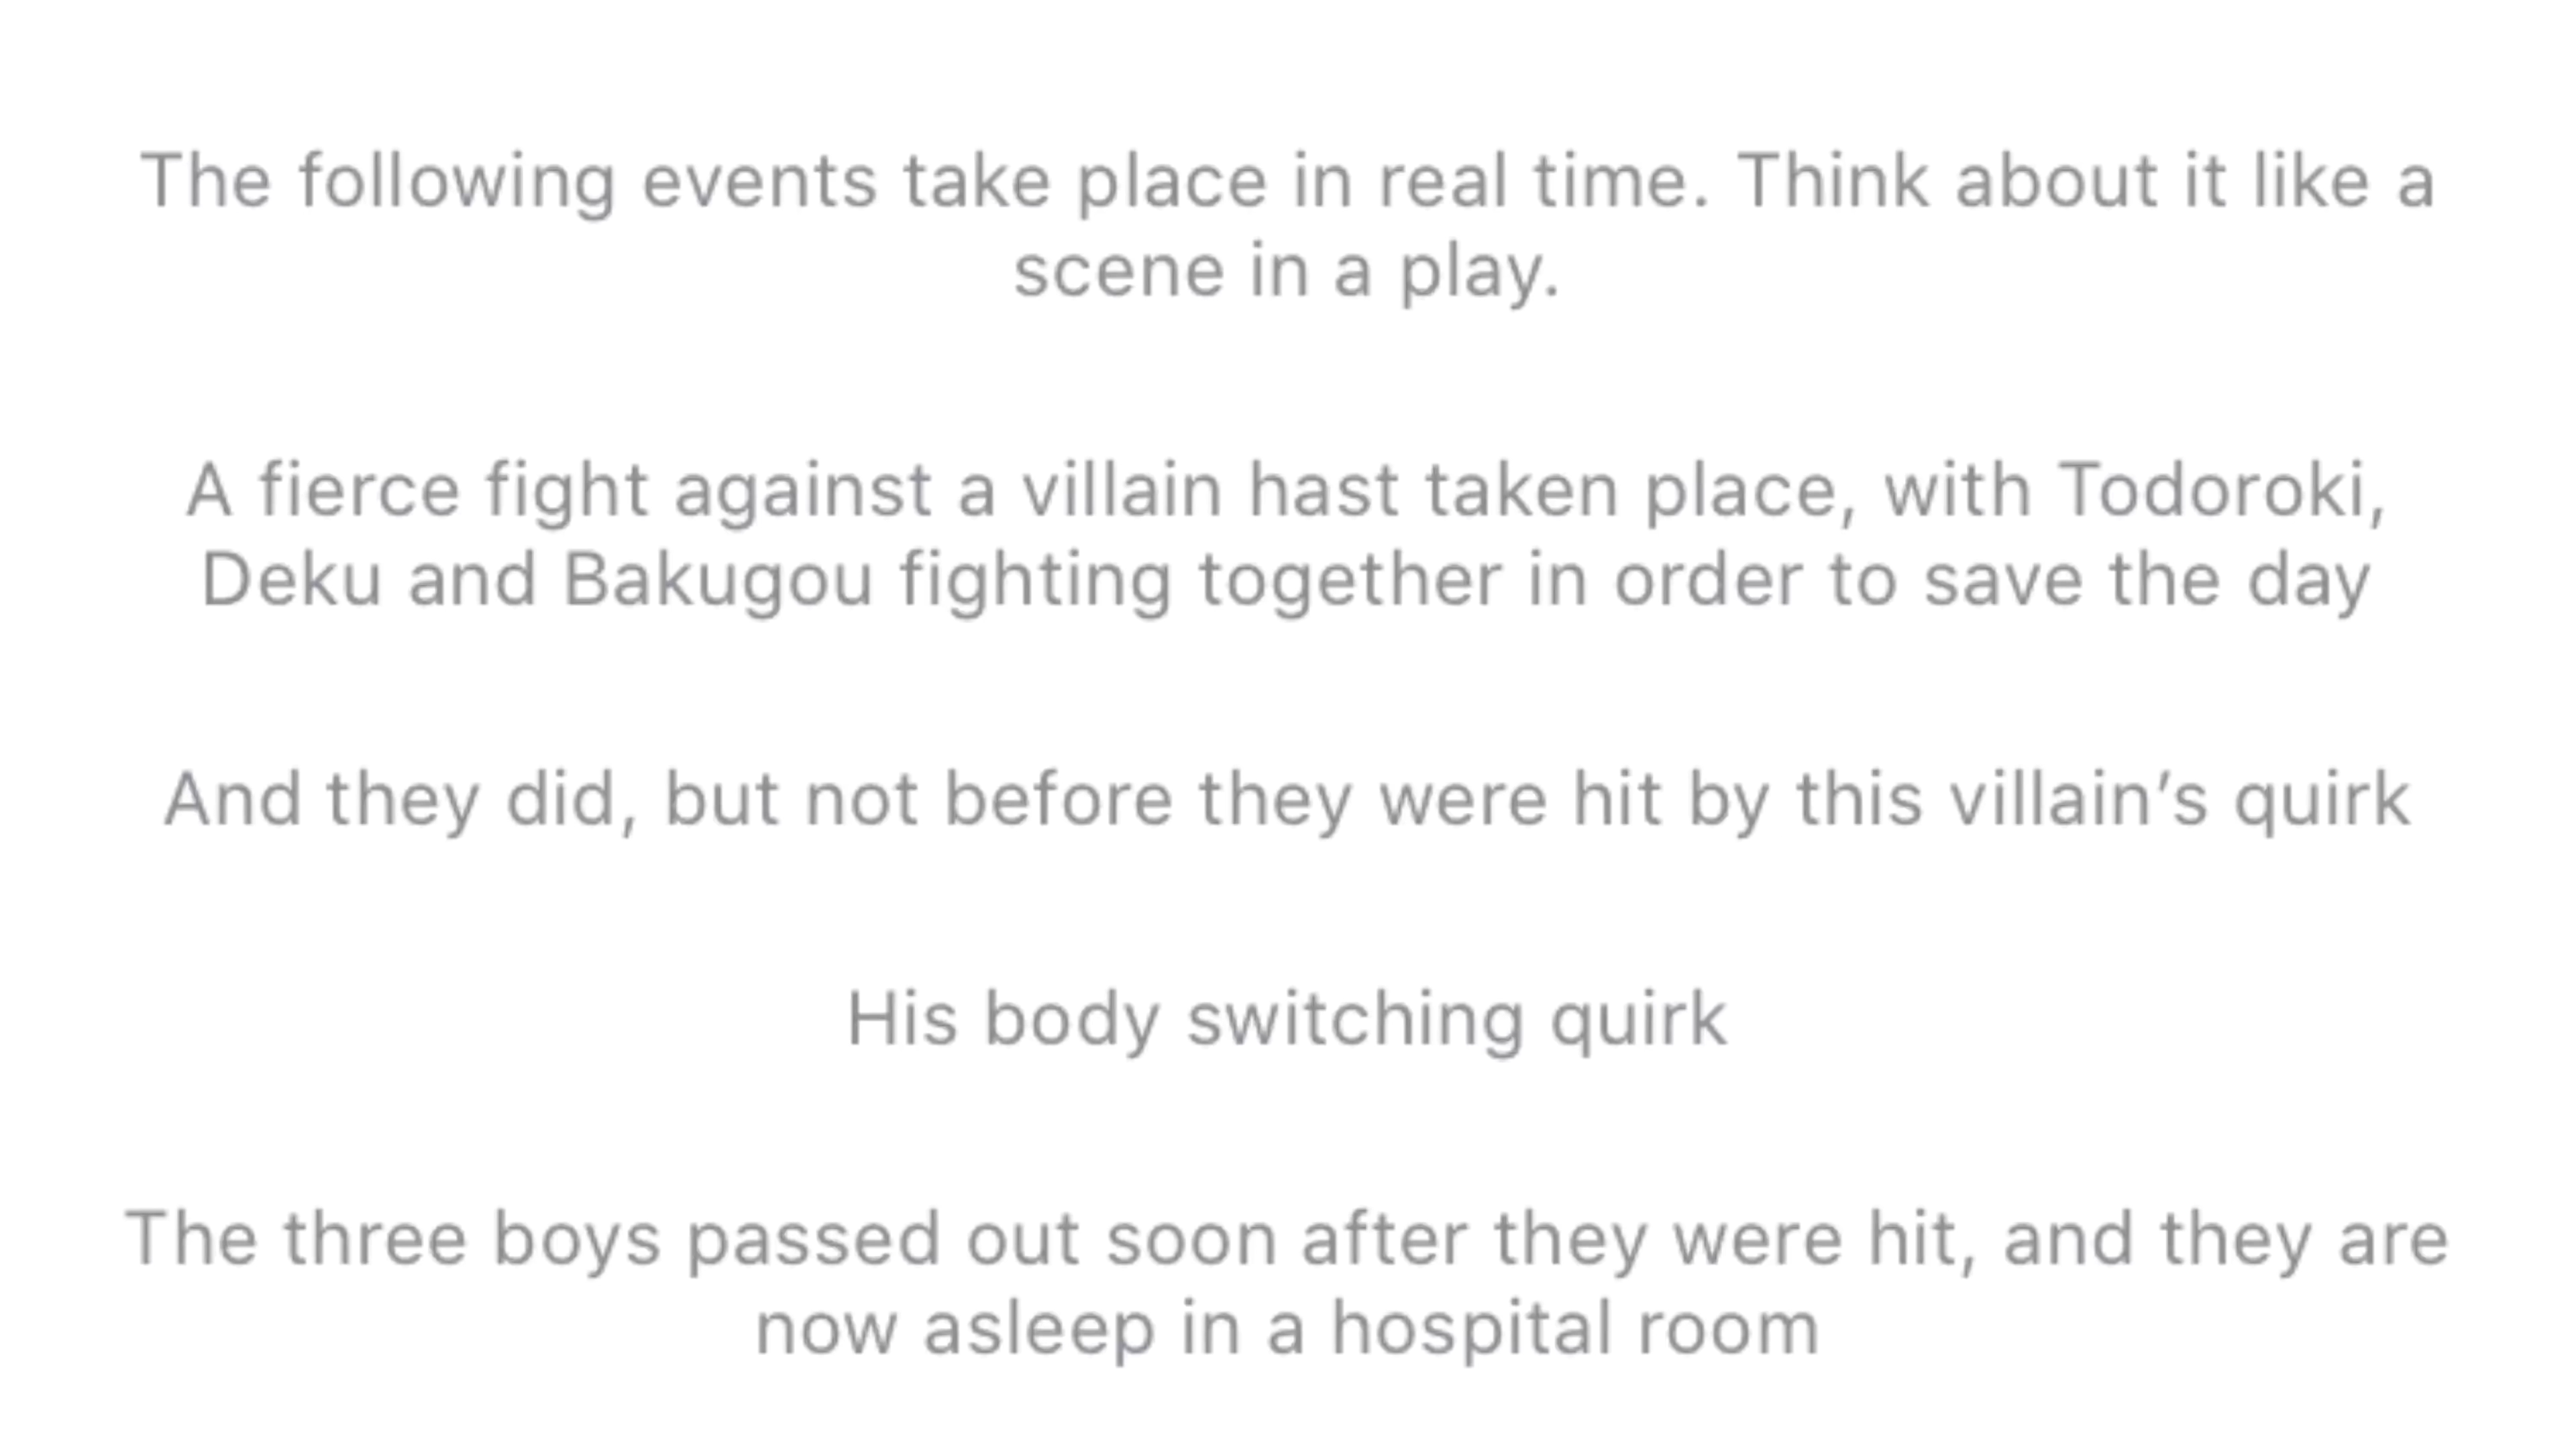 The following events take place in real time. Think about it like a
scene in a play.
A fierce fight against a villain hast taken place, with Todoroki,
Deku and Bakugou fighting together in order to save the day
And they did, but not before they were hit by this villain’s quirk
His body switching quirk
The three boys passed out soon after they were hit, and they are
now asleep in a hospital room